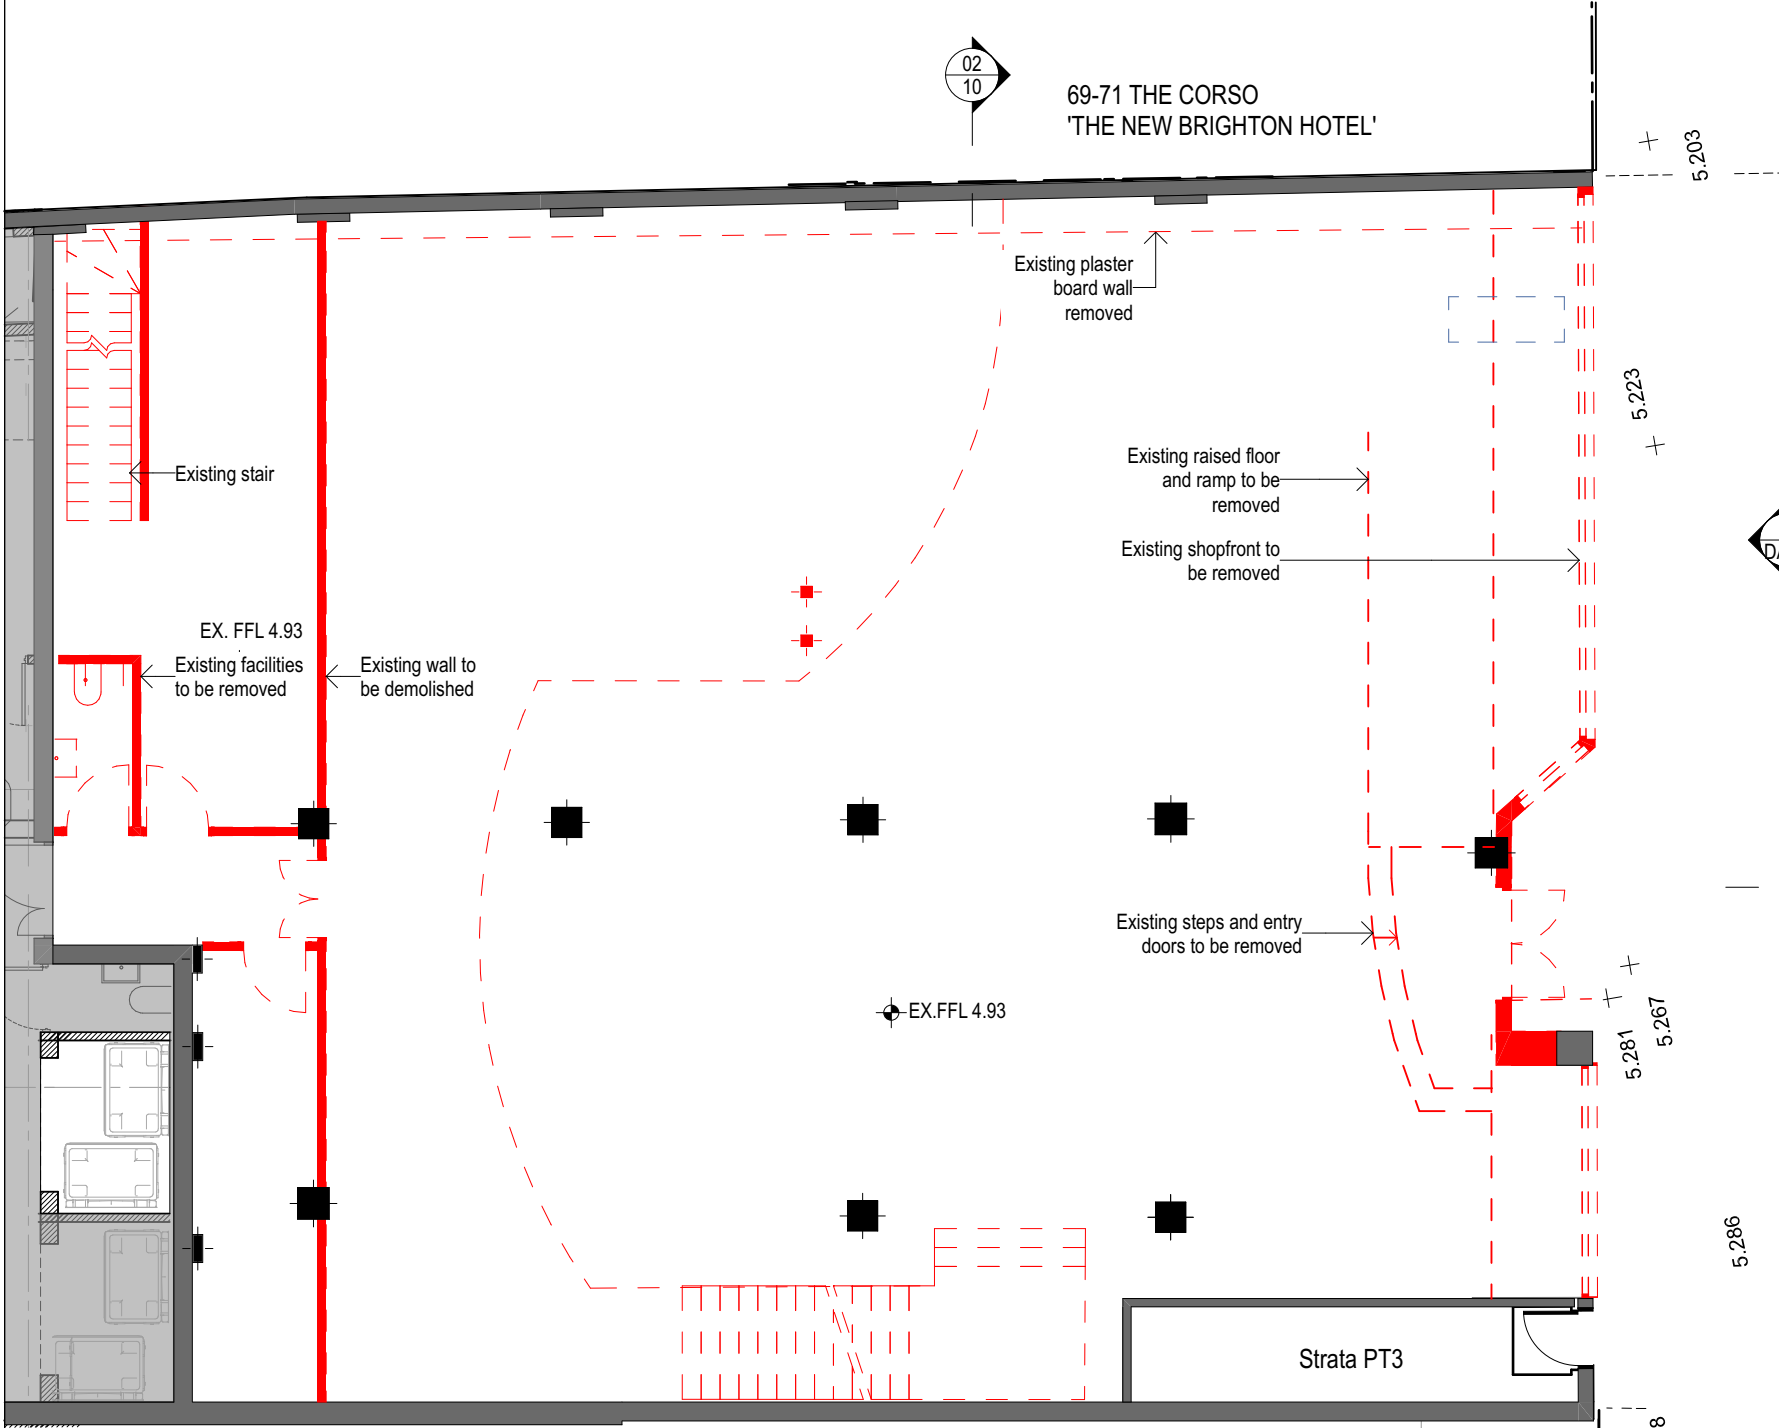 02
10
69-71 THE CORSO
'THE NEW BRIGHTON HOTEL'
5.203
Existing plaster
board wall
removed
5.223
Existing raised floor
and ramp to be
removed
Existing stair
Existing shopfront to
be removed
EX. FFL 4.93
Existing facilities
to be removed
Existing wall to
be demolished
Existing steps and entry
doors to be removed
EX.FFL 4.93
5.267
5.281
5.286
Strata PT3